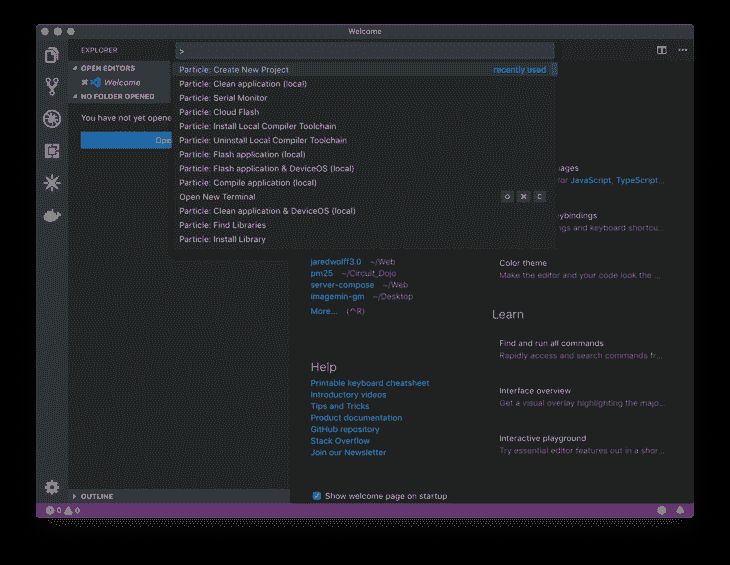 Welcome
EXPLORER
OPEN EDITORS
Welcome
NO FOLDER OPENED
You have not yet opene
Ope
>
Particle: Create New Project
recently used
Particle: Clean application (local)
Particle: Serial Monitor
Particle: Cloud Flash
Particle: Install Local Compiler Toolchain
Particle: Uninstall Local Compiler Toolchain
Particle: Flash application (local)
Particle: Flash application & DeviceOS (local)
Particle: Compile application (local)
Open New Terminal
⌘ C
Particle: Clean application & DeviceOS (local)
Particle: Find Libraries
Particle: Install Library
jaredwolff3.0 ~/Web
pm25 ~/Circuit_Dojo
server-compose ~/Web
imagemin-gm ~/Desktop
More... (^R)
Help
Printable keyboard cheatsheet
Introductory videos
Tips and Tricks
Product documentation
GitHub repository
Stack Overflow
Join our Newsletter
Show welcome page on startup
ages
for JavaScript, TypeScript...
eybindings
ngs and keyboard shortcu...
Color theme
Make the editor and your code look the ...
Learn
Find and run all commands
Rapidly access and search commands fr...
Interface overview
Get a visual overlay highlighting the majo...
Interactive playground
Try essential editor features out in a shor...
OUTLINE
0 0